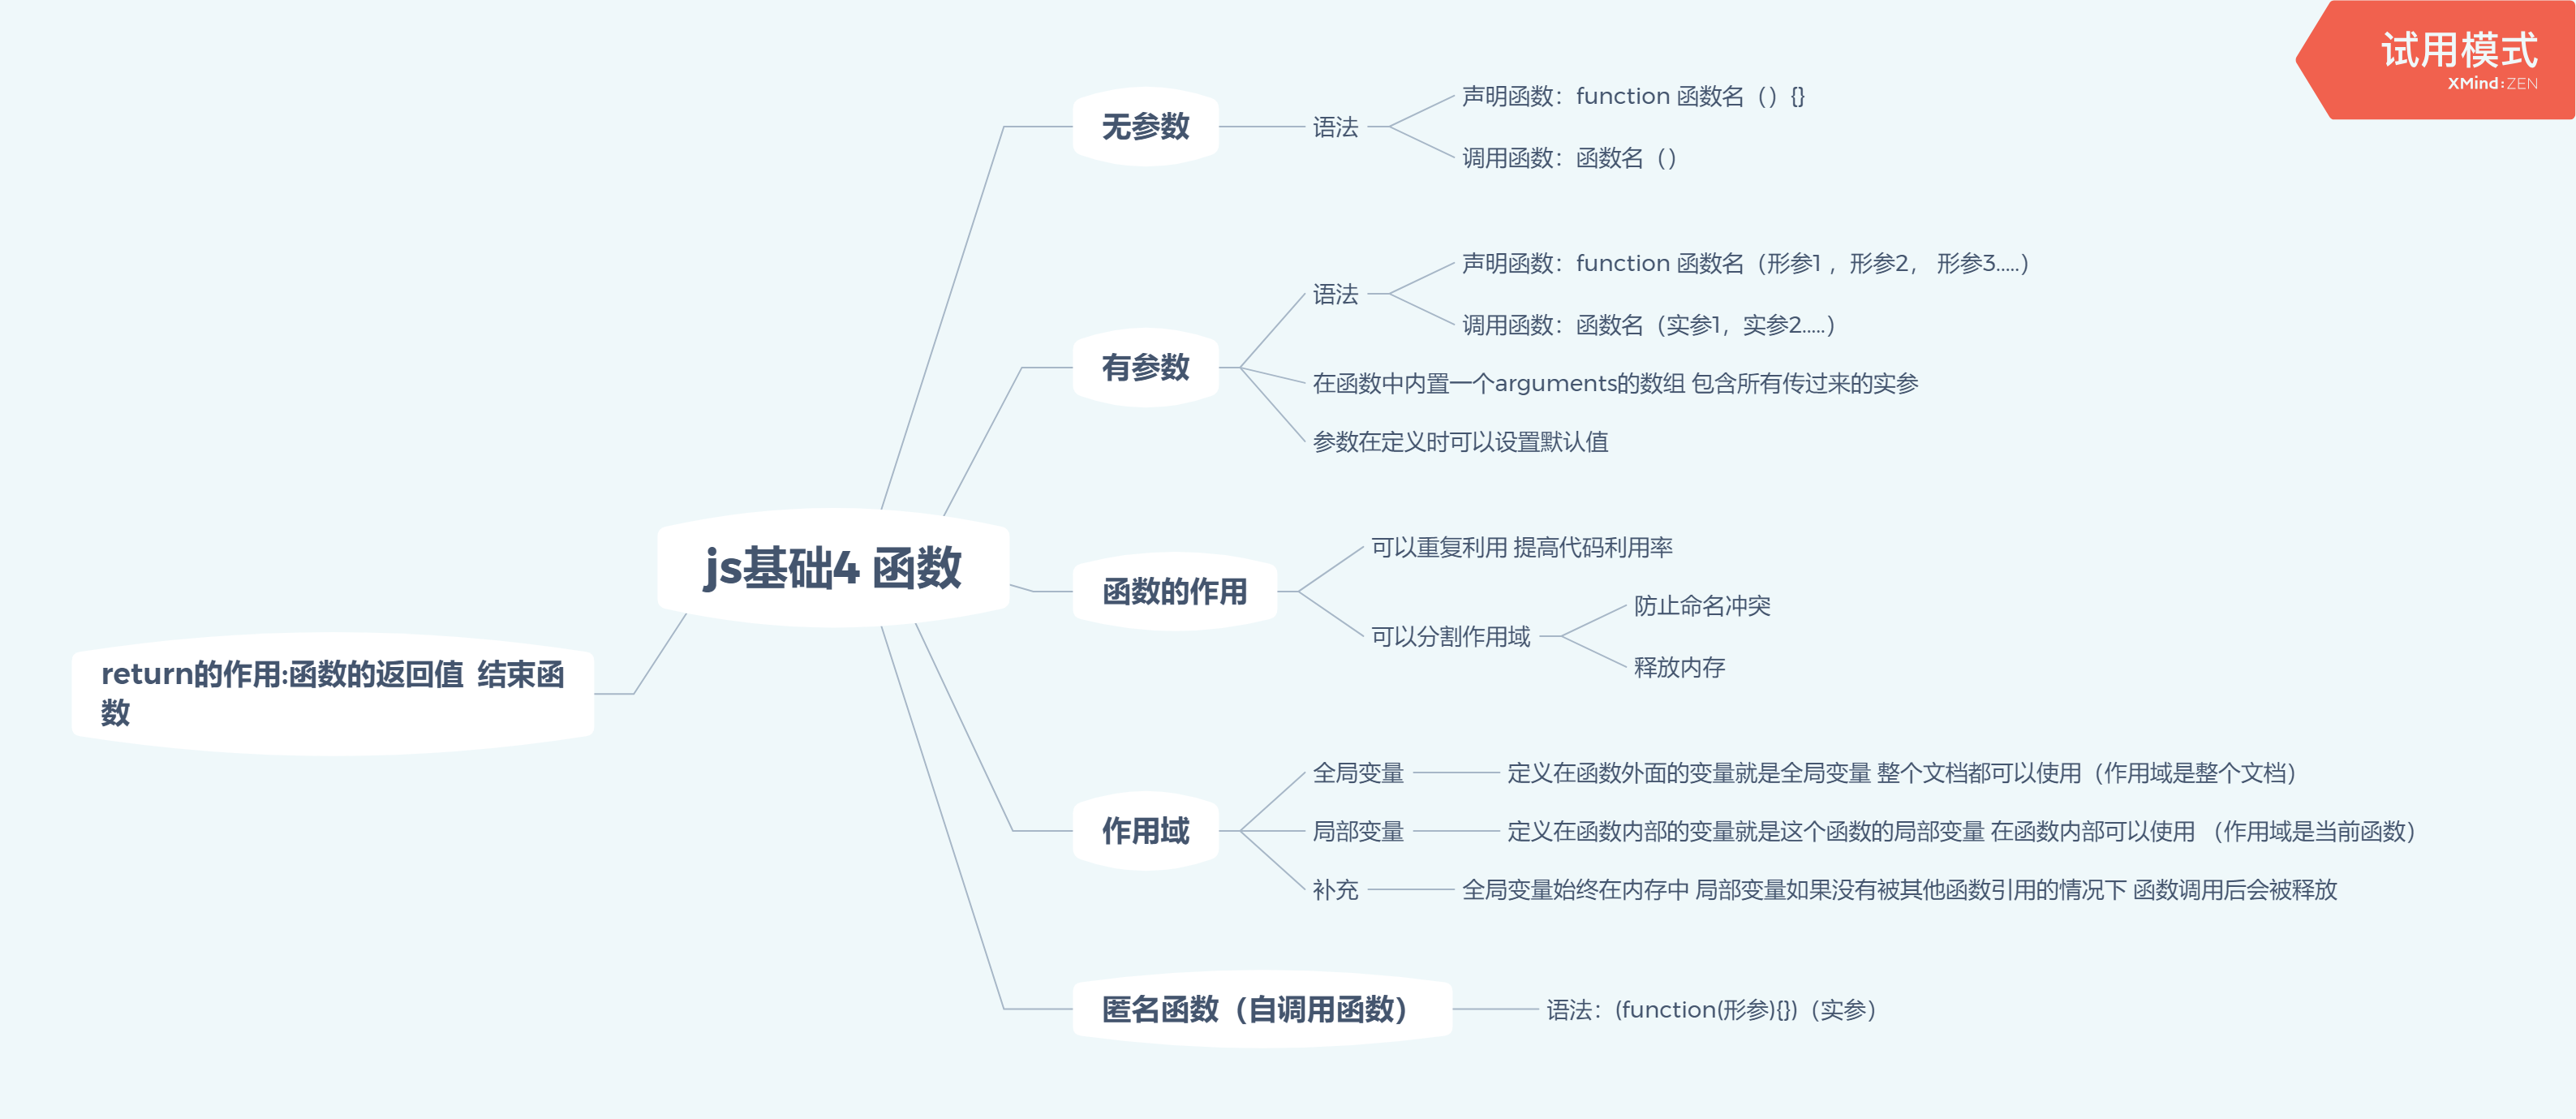 试用模式
XMind:ZEN
js基础4 函数
无参数
语法
声明函数：function 函数名（）{}
调用函数：函数名（）
有参数
语法
声明函数：function 函数名（形参1 ，形参2， 形参3.....）
调用函数：函数名（实参1，实参2.....）
在函数中内置一个arguments的数组 包含所有传过来的实参
参数在定义时可以设置默认值
函数的作用
可以重复利用 提高代码利用率
可以分割作用域
防止命名冲突
释放内存
作用域
全局变量
定义在函数外面的变量就是全局变量 整个文档都可以使用（作用域是整个文档）
局部变量
定义在函数内部的变量就是这个函数的局部变量 在函数内部可以使用 （作用域是当前函数）
补充
全局变量始终在内存中 局部变量如果没有被其他函数引用的情况下 函数调用后会被释放
匿名函数（自调用函数）
语法：(function(形参){})（实参）
return的作用:函数的返回值  结束函
数